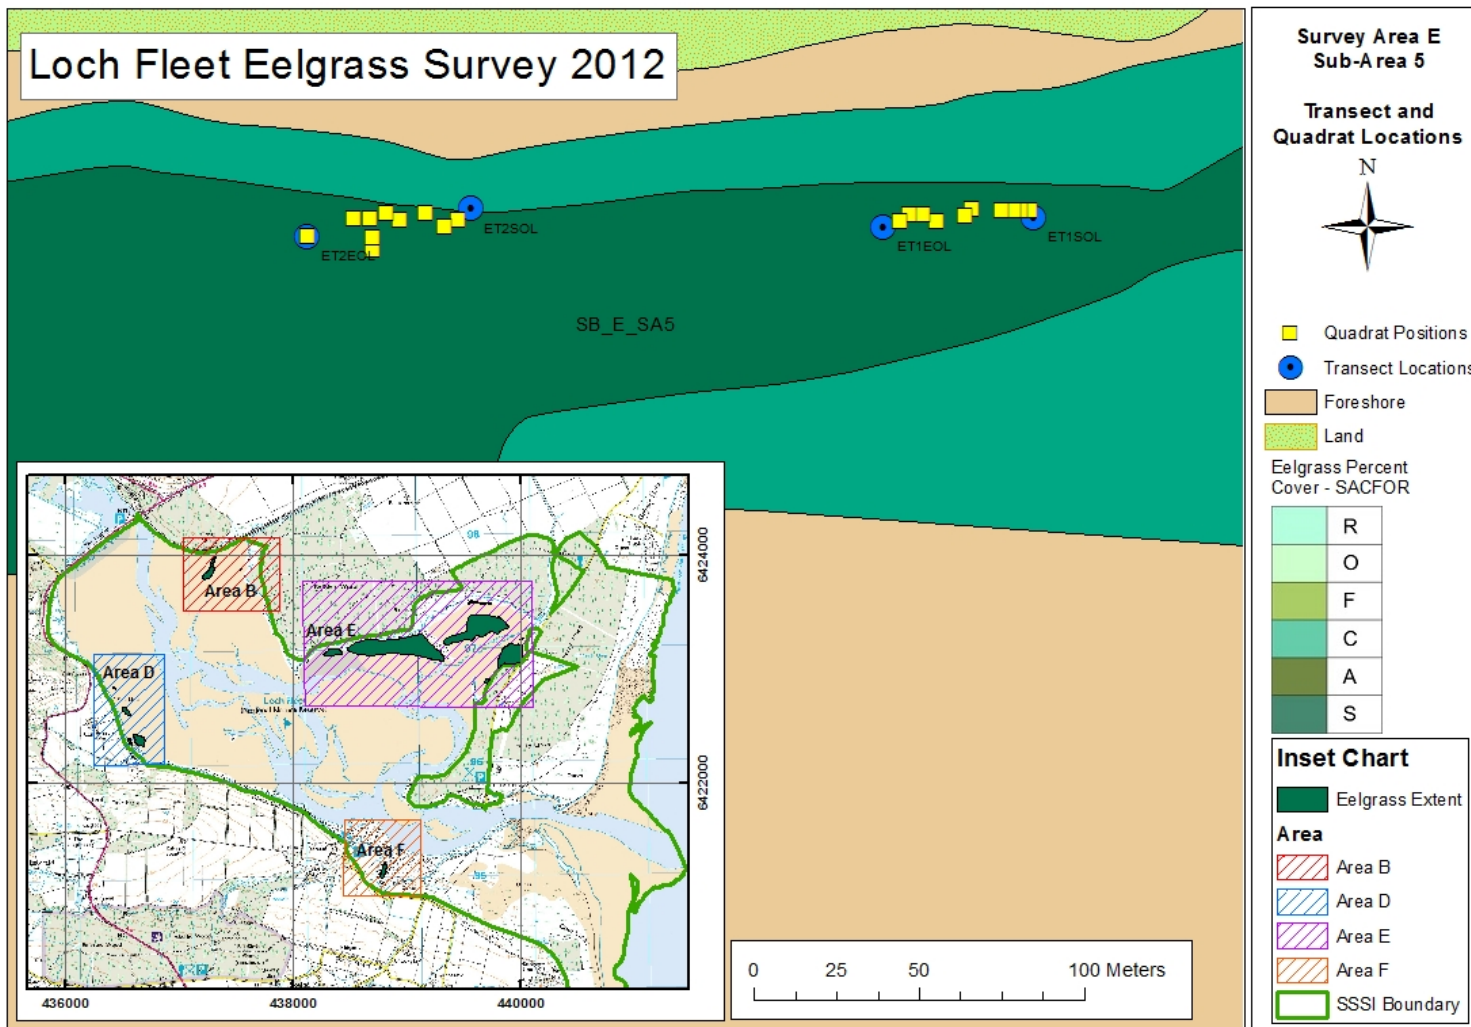 Loch Fleet Eelgrass Survey 2012
ET2EOL
ET2SOL
ET1EOL
ET1SOL
SB_E_SA5
Area B
Area E
Area D
Area F
6424000
6422000
436000
438000
440000
0 25 50 100 Meters
Survey Area E
Sub-Area 5
Transect and
Quadrat Locations
N
Quadrat Positions
Transect Locations
Foreshore
Land
Eelgrass Percent
Cover - SACFOR
R
O
F
C
A
S
Inset Chart
Eelgrass Extent
Area
Area B
Area D
Area E
Area F
SSSI Boundary